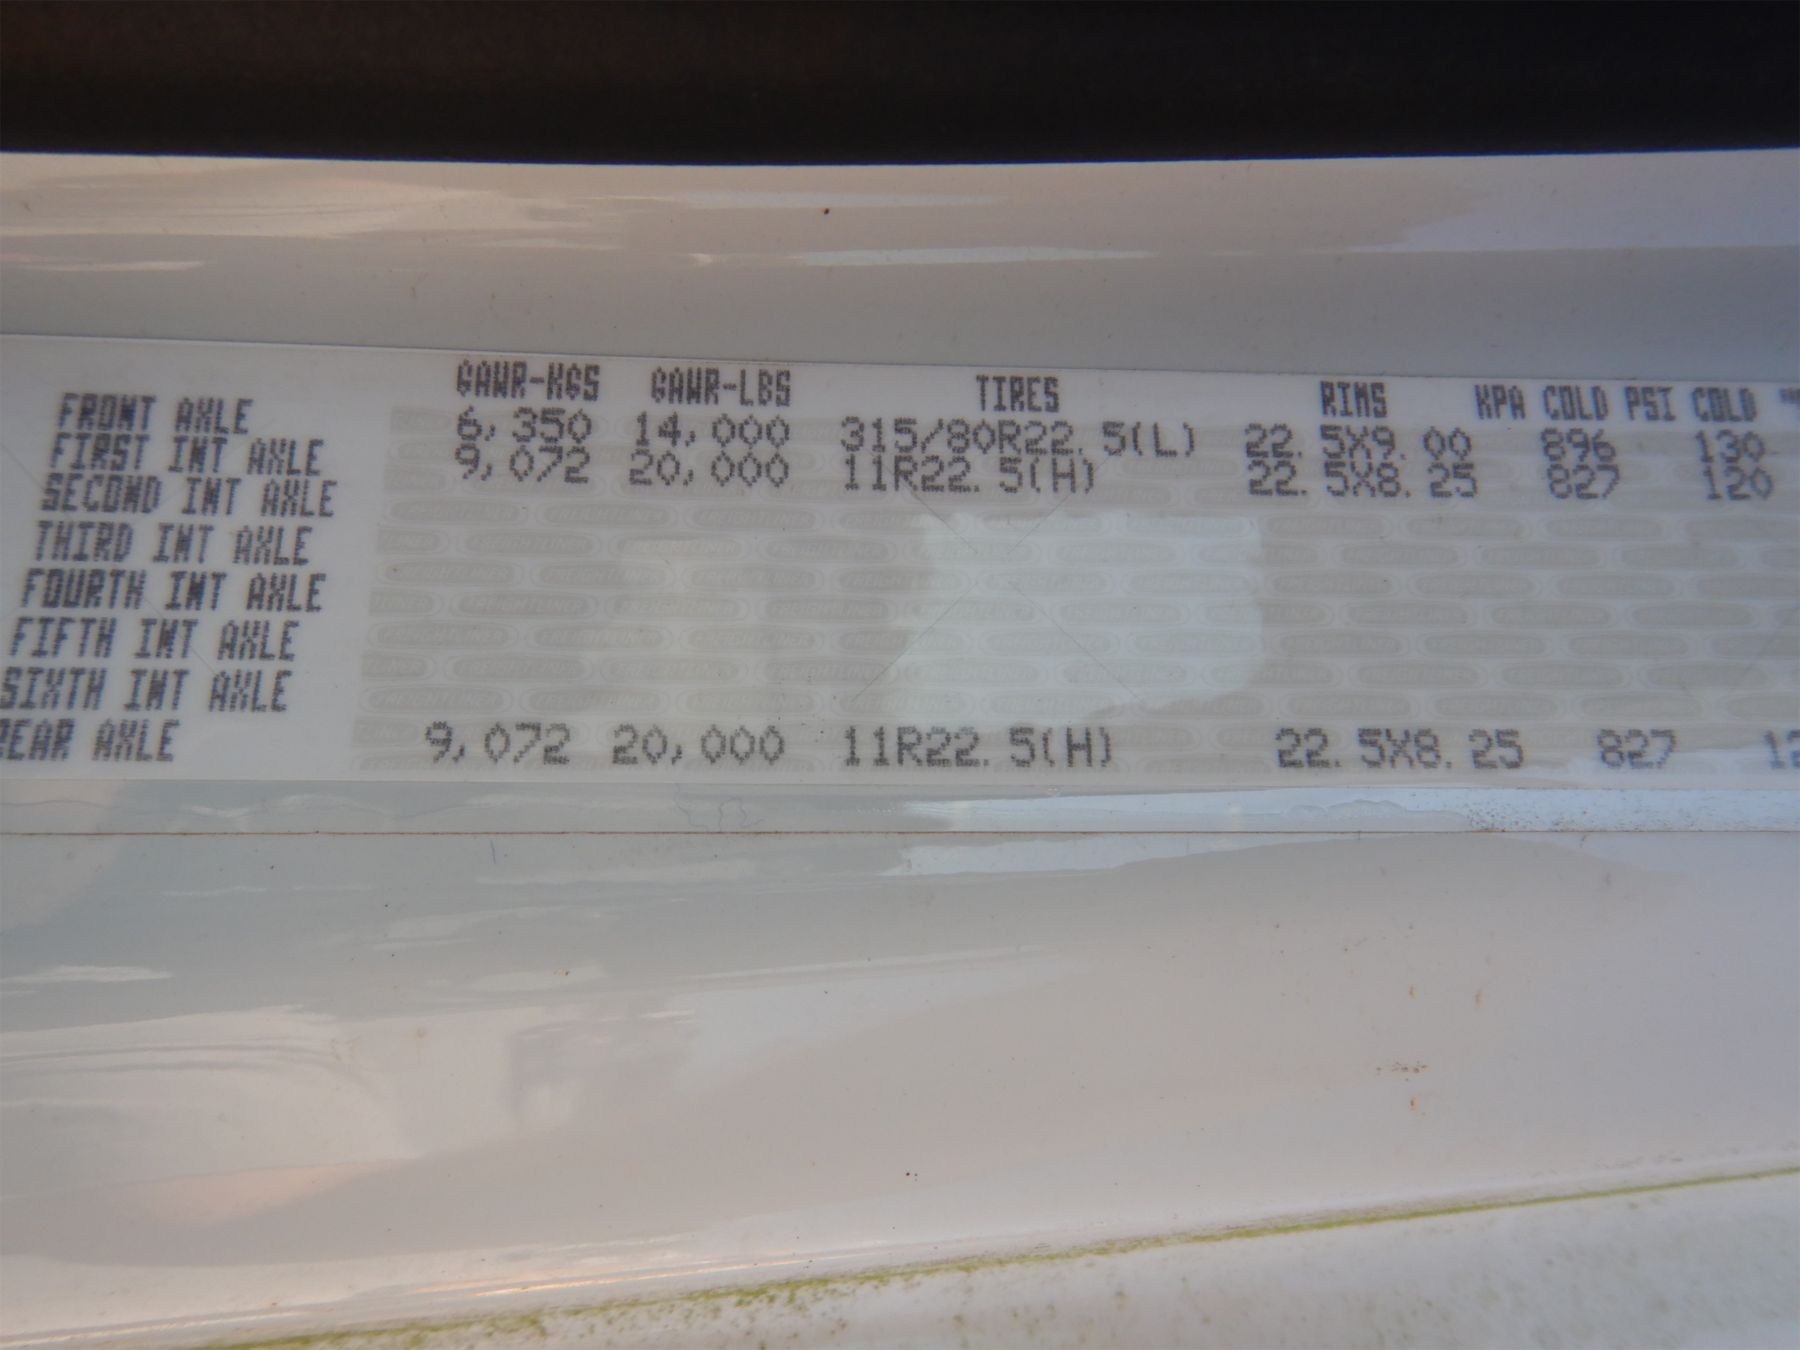 GAWR-KGS GAWR-LBS TIRES RIMS KPA COLD PSI COLD
FRONT AXLE 6, 350 14, 000 315/80R22. 5(L) 22. 5X9. 00 896 130
FIRST INT AXLE 9, 072 20, 000 11R22. 5(H) 22. 5X8. 25 827 120
SECOND INT AXLE
THIRD INT AXLE
FOURTH INT AXLE
FIFTH INT AXLE
SIXTH INT AXLE
REAR AXLE 9, 072 20, 000 11R22. 5(H) 22. 5X8. 25 827 12